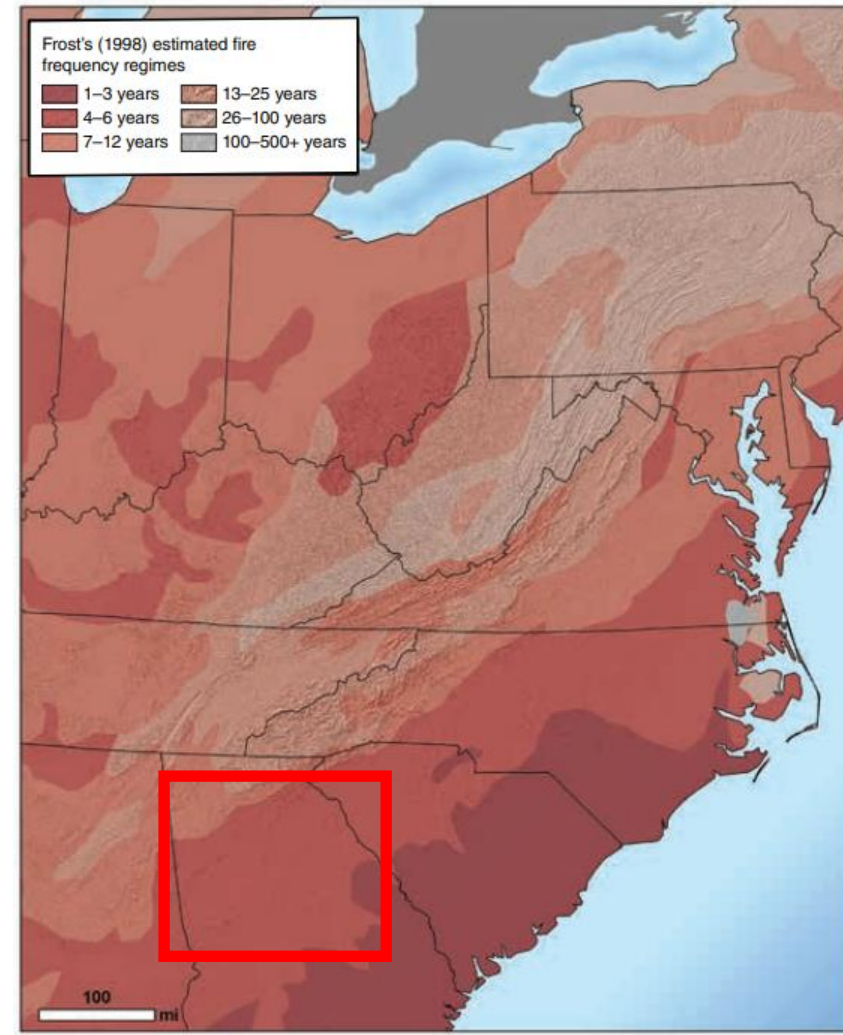 Frost's (1998) estimated fire
frequency regimes
1–3 years
13–25 years
4–6 years
26–100 years
7–12 years
100–500+ years
100
mi